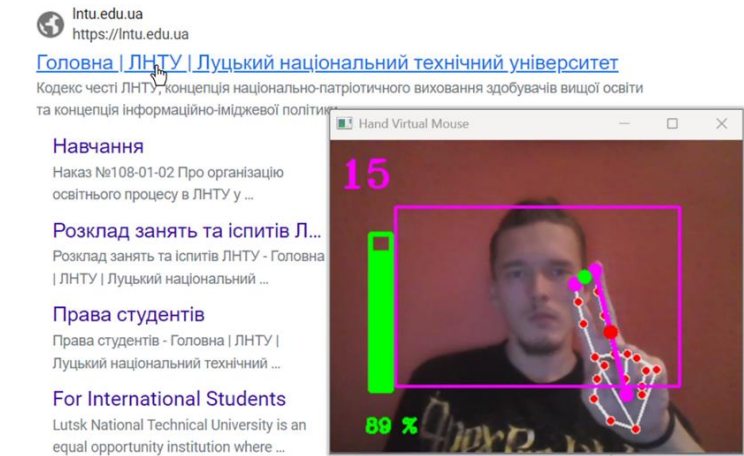 lntu.edu.ua
https://lntu.edu.ua
Головна | ЛНТУ | Луцький національний технічний університет
Кодекс честі ЛНТУ, концепція національно-патріотичного виховання здобувачів вищої освіти
та концепція інформаційно-іміджевої політики
Навчання
Наказ №108-01-02 Про організацію
освітнього процесу в ЛНТУ у ...
Розклад занять та іспитів Л...
Розклад занять та іспитів ЛНТУ - Головна
| ЛНТУ | Луцький національний ...
Права студентів
Права студентів - Головна | ЛНТУ |
Луцький національний технічний ...
For International Students
Lutsk National Technical University is an
equal opportunity institution where ...
Hand Virtual Mouse
15
89 %